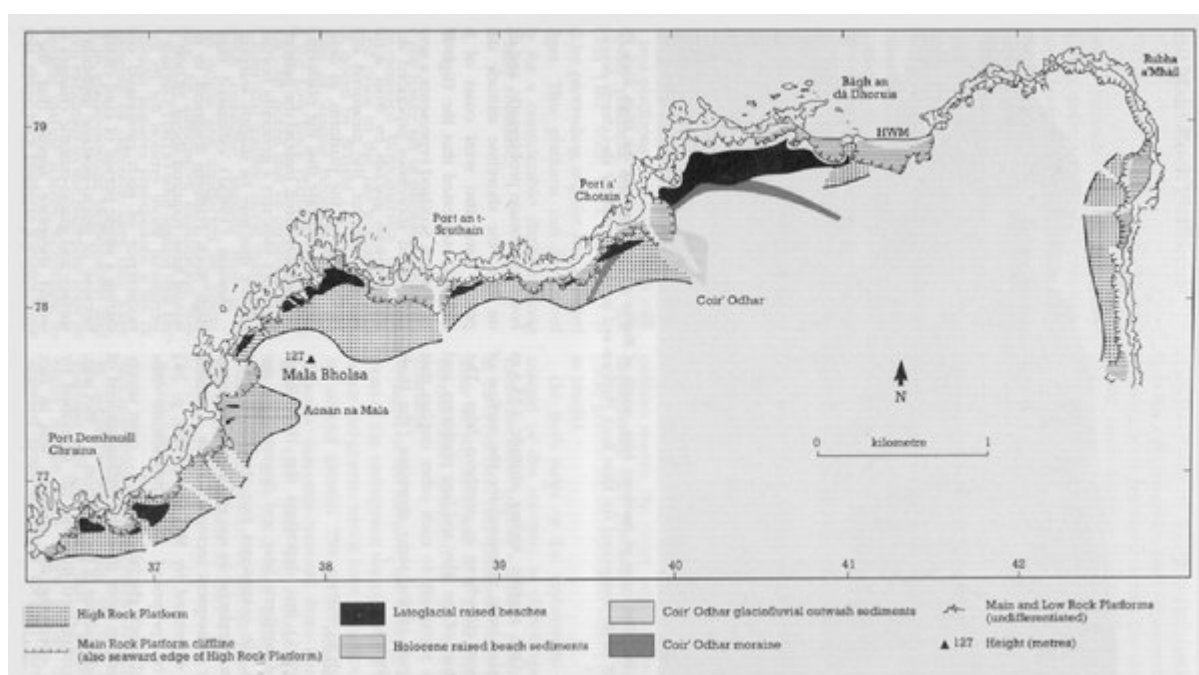 Rubha
a'Mhàil
Bàgh an
dà Dhoruis
79
HWM
Port a'
Chotain
Port an t-
Sruthain
78
Coir' Odhar
127
Mala Bholsa
N
Aonan na Mala
0 kilometre 1
Port Domhnuill
Chruinn
77
37 38 39 40 41 42
High Rock Platform
Main Rock Platform cliffline
(also seaward edge of High Rock Platform)
Lateglacial raised beaches
Holocene raised beach sediments
Coir' Odhar glaciofluvial outwash sediments
Coir' Odhar moraine
Main and Low Rock Platforms
(undifferentiated)
127 Height (metres)